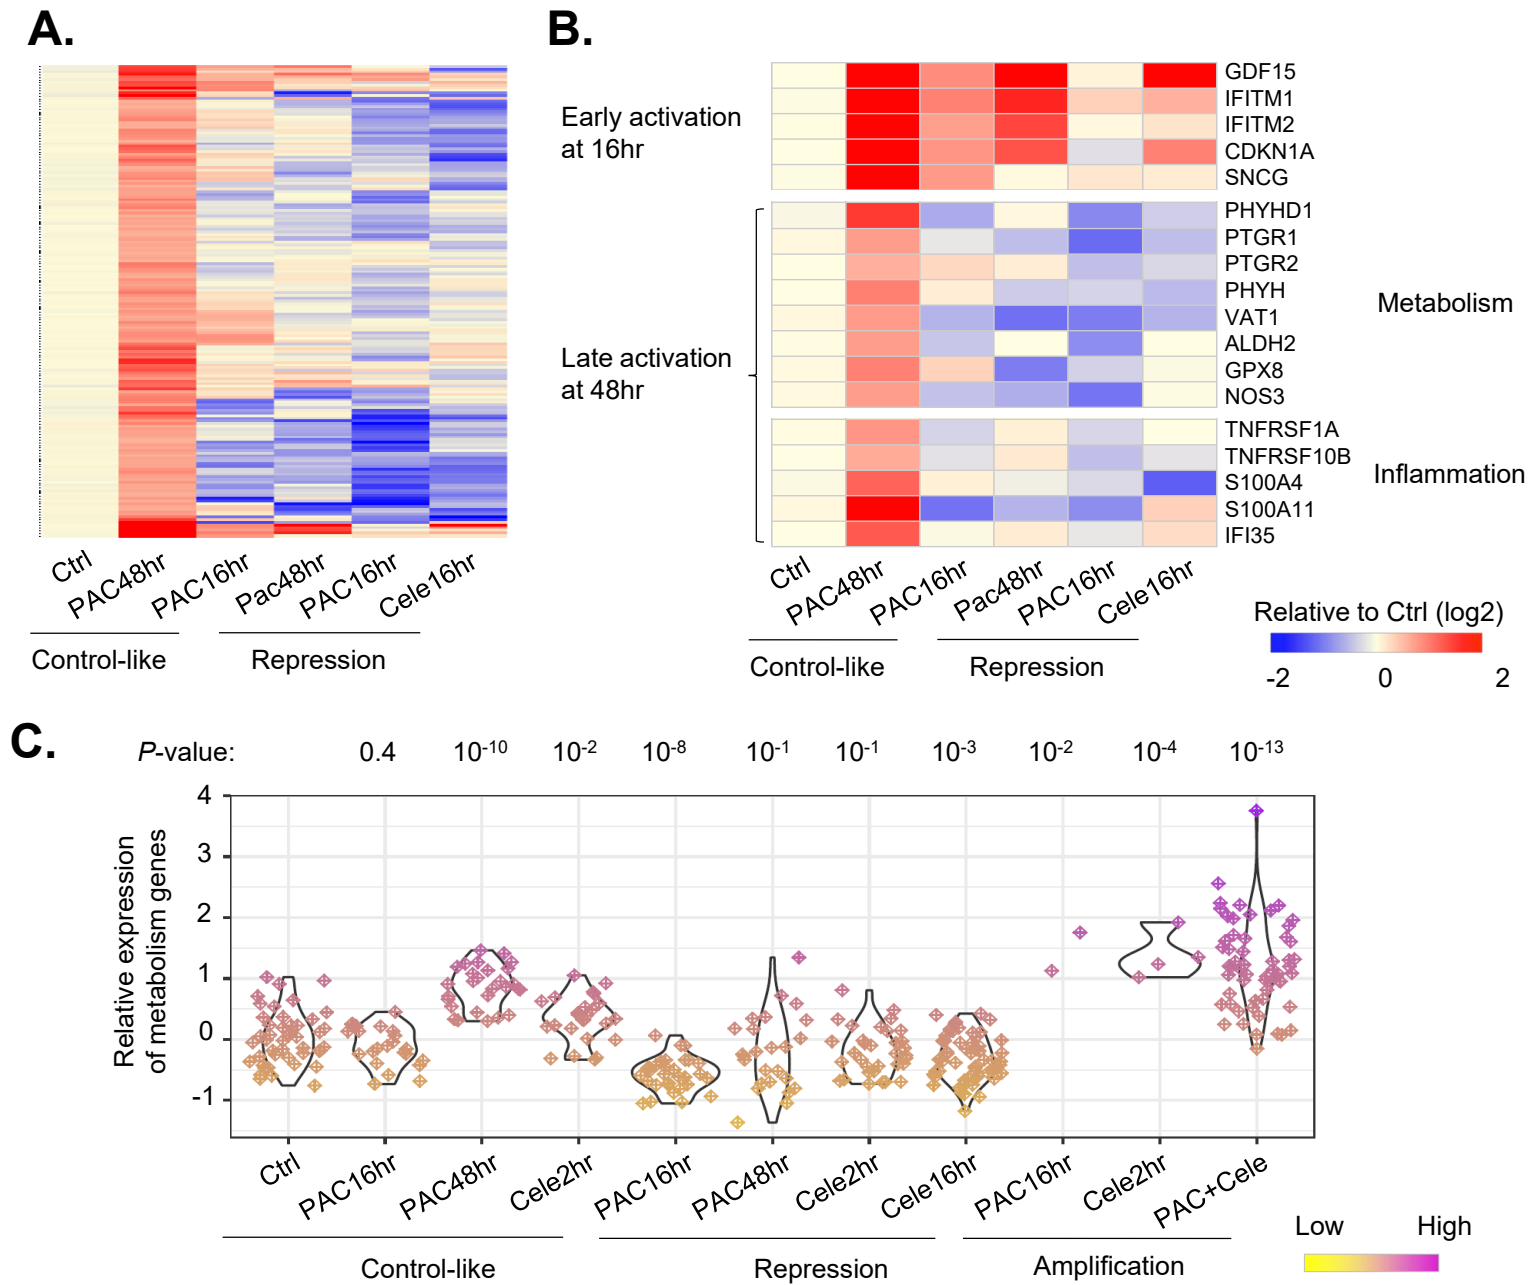 A.
B.
Early activation
at 16hr
Late activation
at 48hr
GDF15
IFITM1
IFITM2
CDKN1A
SNCG
PHYHD1
PTGR1
PTGR2
PHYH
VAT1
ALDH2
GPX8
NOS3
TNFRSF1A
TNFRSF10B
S100A4
S100A11
IFI35
Metabolism
Inflammation
Ctrl
PAC48hr
PAC16hr
Pac48hr
PAC16hr
Cele16hr
Control-like
Repression
Ctrl
PAC48hr
PAC16hr
Pac48hr
PAC16hr
Cele16hr
Control-like
Repression
Relative to Ctrl (log2)
-2 0 2
C.
P-value: 0.4 10-10 10-2 10-8 10-1 10-1 10-3 10-2 10-4 10-13
Relative expression
of metabolism genes
4
3
2
1
0
-1
Ctrl
PAC16hr
PAC48hr
Cele2hr
PAC16hr
PAC48hr
Cele2hr
Cele16hr
PAC16hr
Cele2hr
PAC+Cele
Control-like
Repression
Amplification
Low High